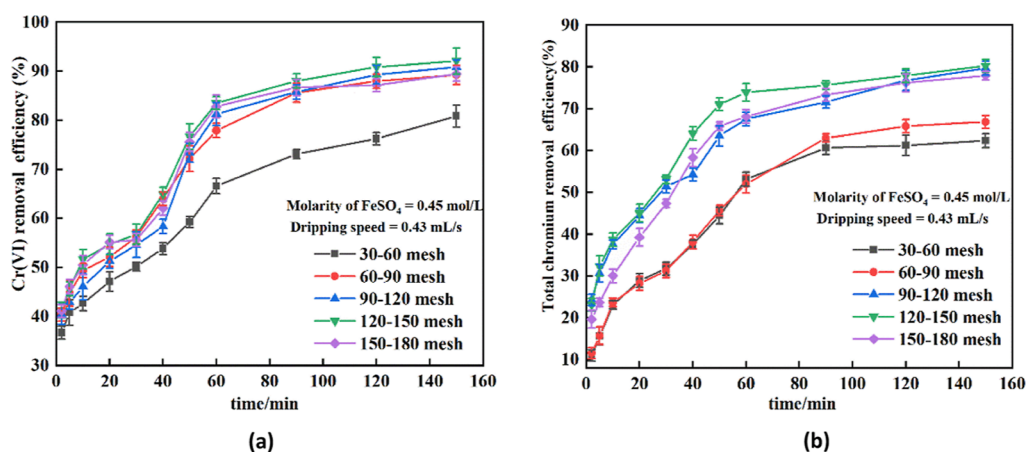 100
90
80
70
60
50
40
30
Cr(VI) removal efficiency (%)
Molarity of FeSO₄ = 0.45 mol/L
Dripping speed = 0.43 mL/s
30-60 mesh
60-90 mesh
90-120 mesh
120-150 mesh
150-180 mesh
0 20 40 60 80 100 120 140 160
time/min
(a)
90
80
70
60
50
40
30
20
10
Total chromium removal efficiency(%)
Molarity of FeSO₄ = 0.45 mol/L
Dripping speed = 0.43 mL/s
30-60 mesh
60-90 mesh
90-120 mesh
120-150 mesh
150-180 mesh
0 20 40 60 80 100 120 140 160
time/min
(b)